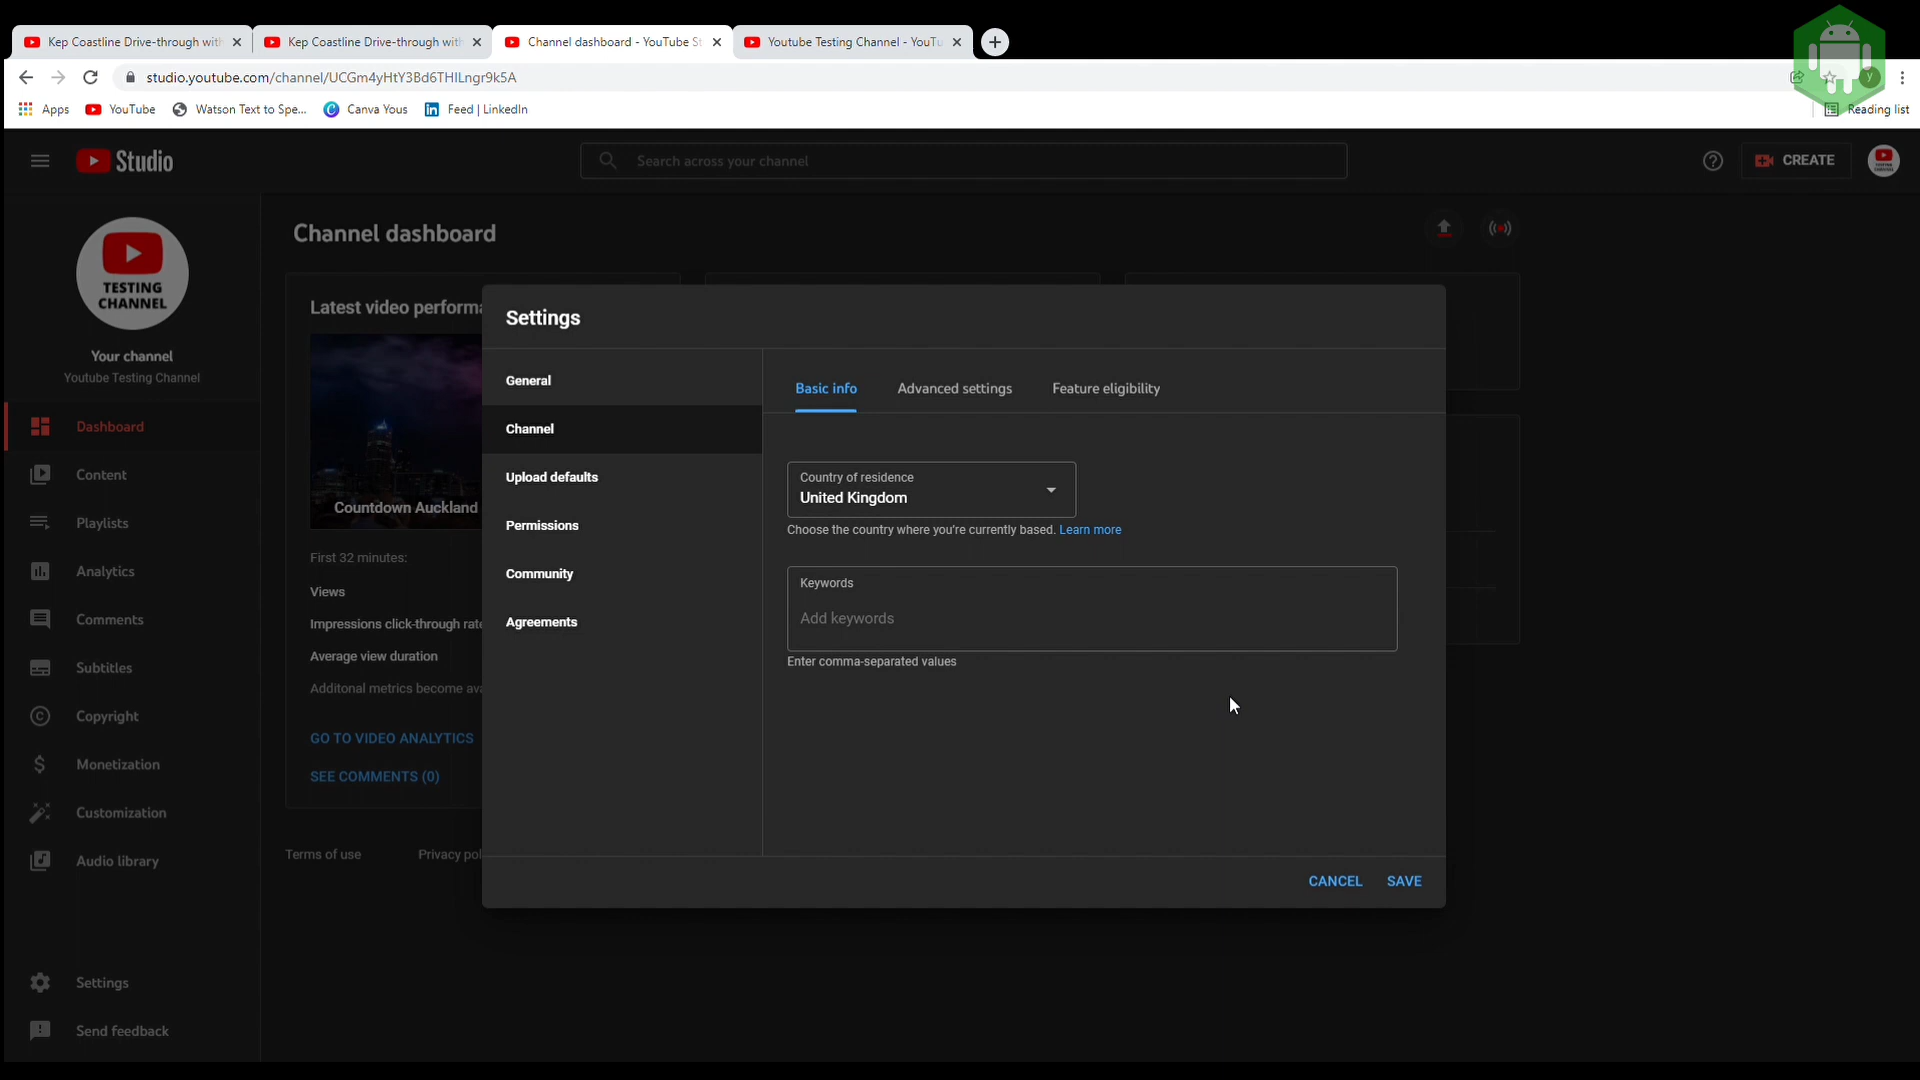 Kep Coastline Drive-through with
Kep Coastline Drive-through with
Channel dashboard - YouTube St
Youtube Testing Channel - YouTu
studio.youtube.com/channel/UCGm4yHtY3Bd6THILngr9k5A
Apps
YouTube
Watson Text to Spe...
Canva Yous
Feed | LinkedIn
Reading list
Studio
Search across your channel
CREATE
TESTING
CHANNEL
Your channel
Youtube Testing Channel
Dashboard
Content
Playlists
Analytics
Comments
Subtitles
Copyright
Monetization
Customization
Audio library
Settings
Send feedback
Channel dashboard
Latest video performa
Countdown Auckland
First 32 minutes:
Views
Impressions click-through rate
Average view duration
Additonal metrics become ava
GO TO VIDEO ANALYTICS
SEE COMMENTS (0)
Terms of use
Privacy pol
Settings
General
Channel
Upload defaults
Permissions
Community
Agreements
Basic info
Advanced settings
Feature eligibility
Country of residence
United Kingdom
Choose the country where you're currently based. Learn more
Keywords
Add keywords
Enter comma-separated values
CANCEL
SAVE